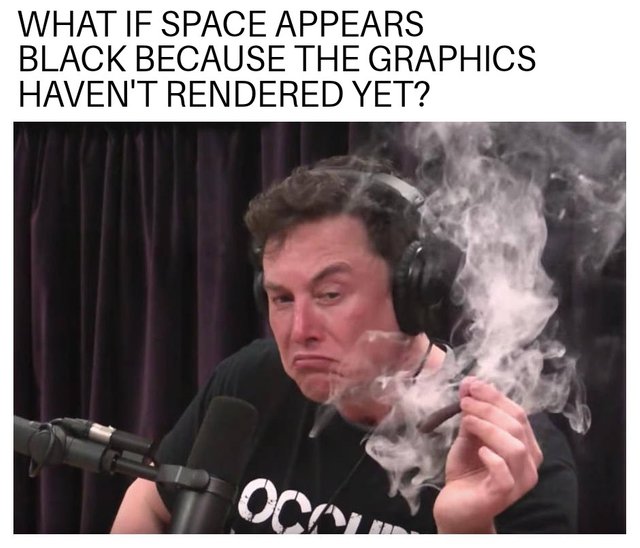 WHAT IF SPACE APPEARS
BLACK BECAUSE THE GRAPHICS
HAVEN'T RENDERED YET?